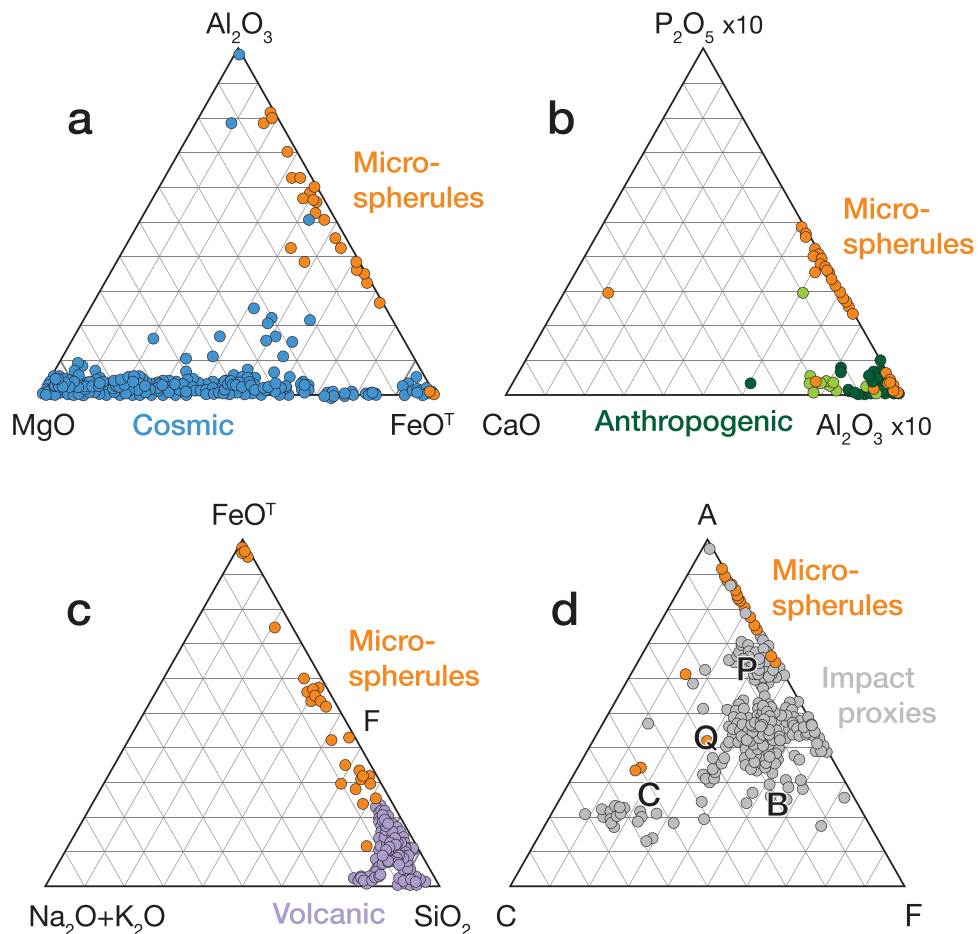 Al₂O₃
P₂O₅ x10
a
b
Micro-
spherules
Micro-
spherules
MgO
Cosmic
FeOᵀ
CaO
Anthropogenic
Al₂O₃ x10
FeOᵀ
A
c
d
Micro-
spherules
Micro-
spherules
F
P
Impact
proxies
Q
C
B
Na₂O+K₂O
Volcanic
SiO₂
C
F